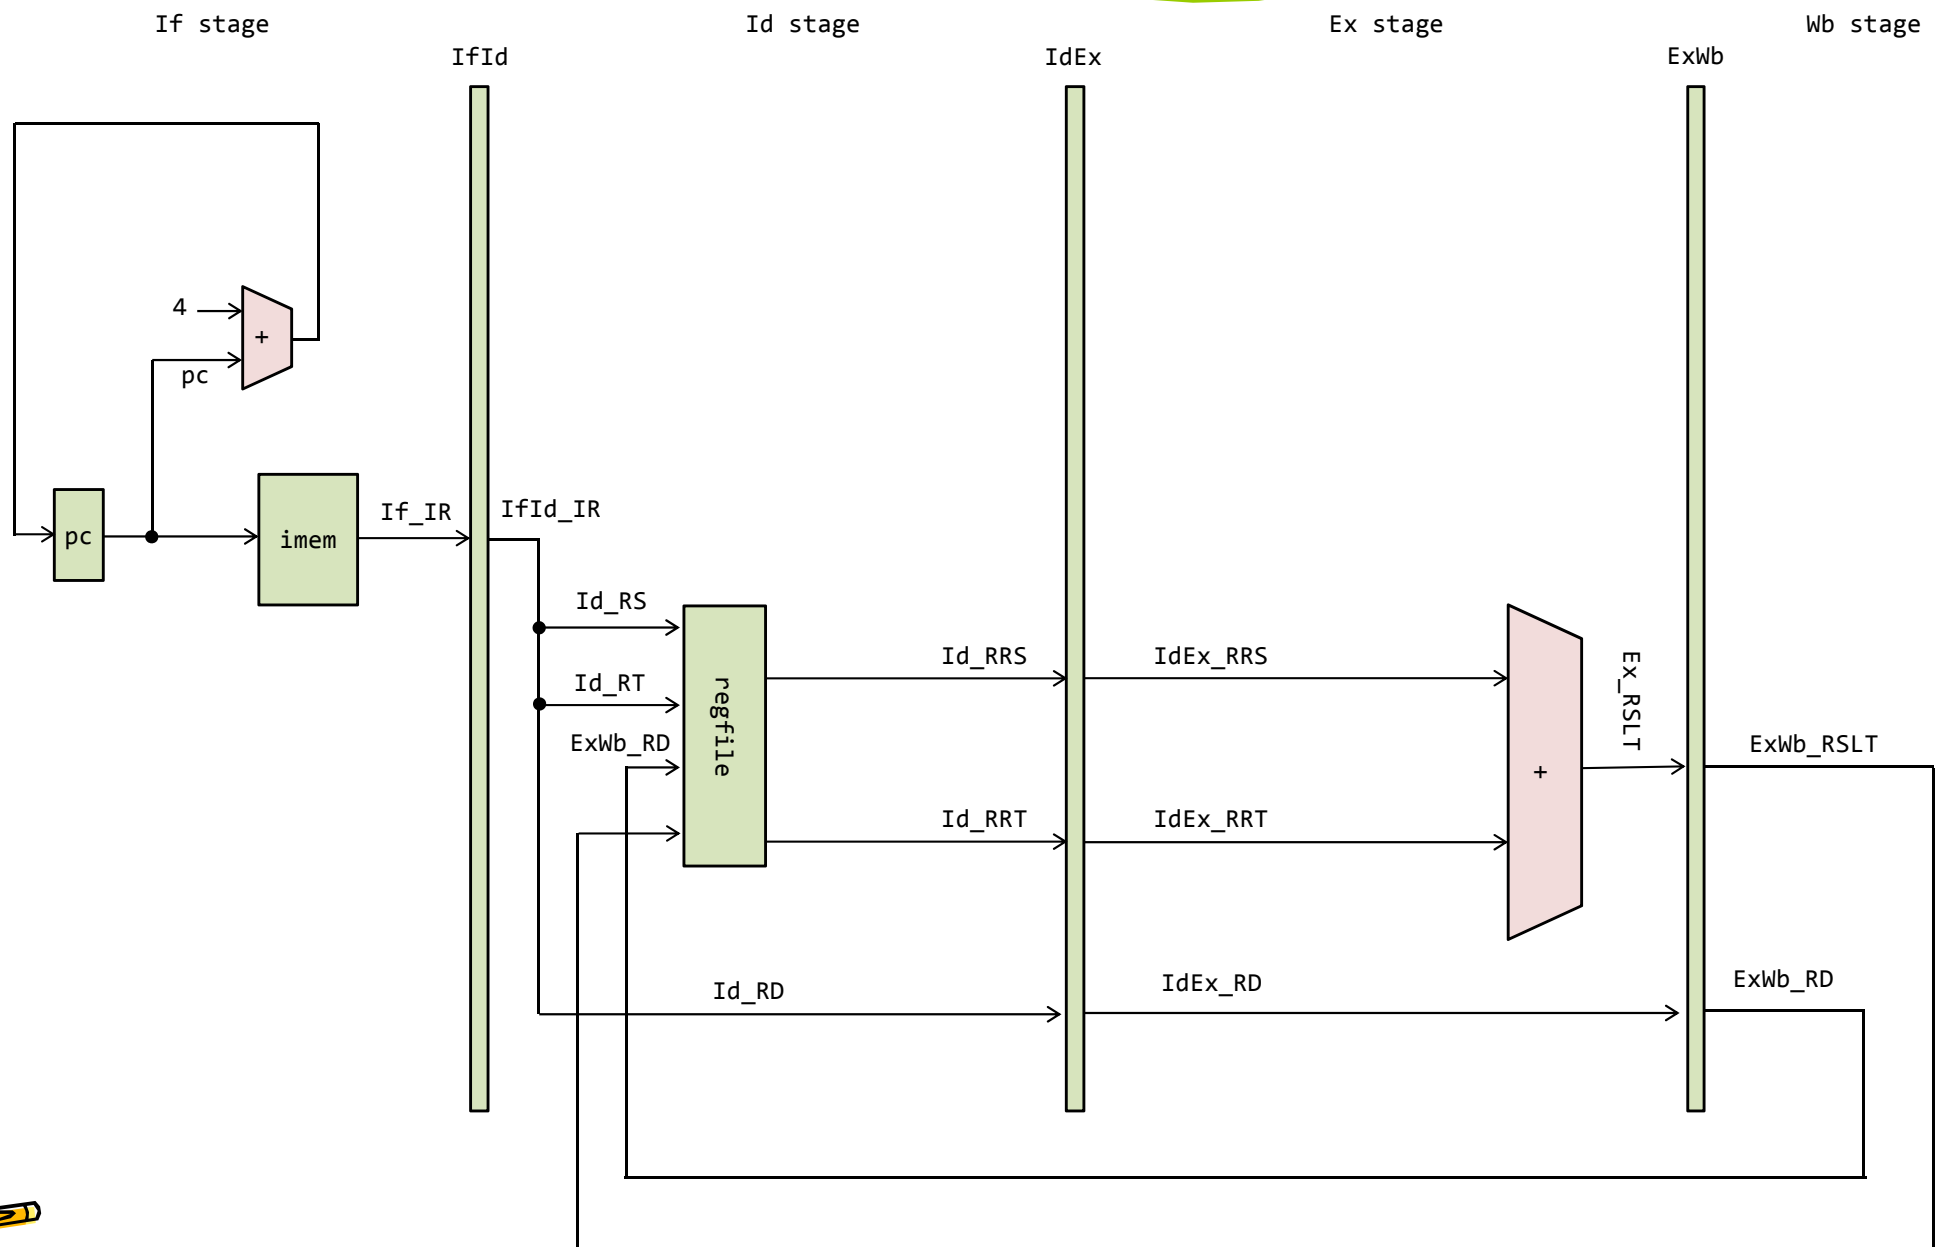 If stage
Id stage
Ex stage
Wb stage
IfId
IdEx
ExWb
4
+
pc
pc
imem
If_IR
IfId_IR
Id_RS
Id_RT
ExWb_RD
regfile
Id_RRS
Id_RRT
Id_RD
IdEx_RRS
IdEx_RRT
IdEx_RD
+
Ex_RSLT
ExWb_RSLT
ExWb_RD